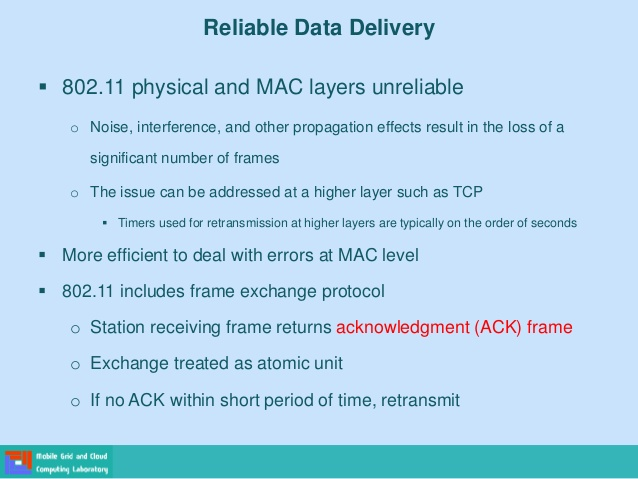 Reliable Data Delivery
▪ 802.11 physical and MAC layers unreliable
o Noise, interference, and other propagation effects result in the loss of a
significant number of frames
o The issue can be addressed at a higher layer such as TCP
▪ Timers used for retransmission at higher layers are typically on the order of seconds
▪ More efficient to deal with errors at MAC level
▪ 802.11 includes frame exchange protocol
o Station receiving frame returns acknowledgment (ACK) frame
o Exchange treated as atomic unit
o If no ACK within short period of time, retransmit
Mobile Grid and Cloud
Computing Laboratory